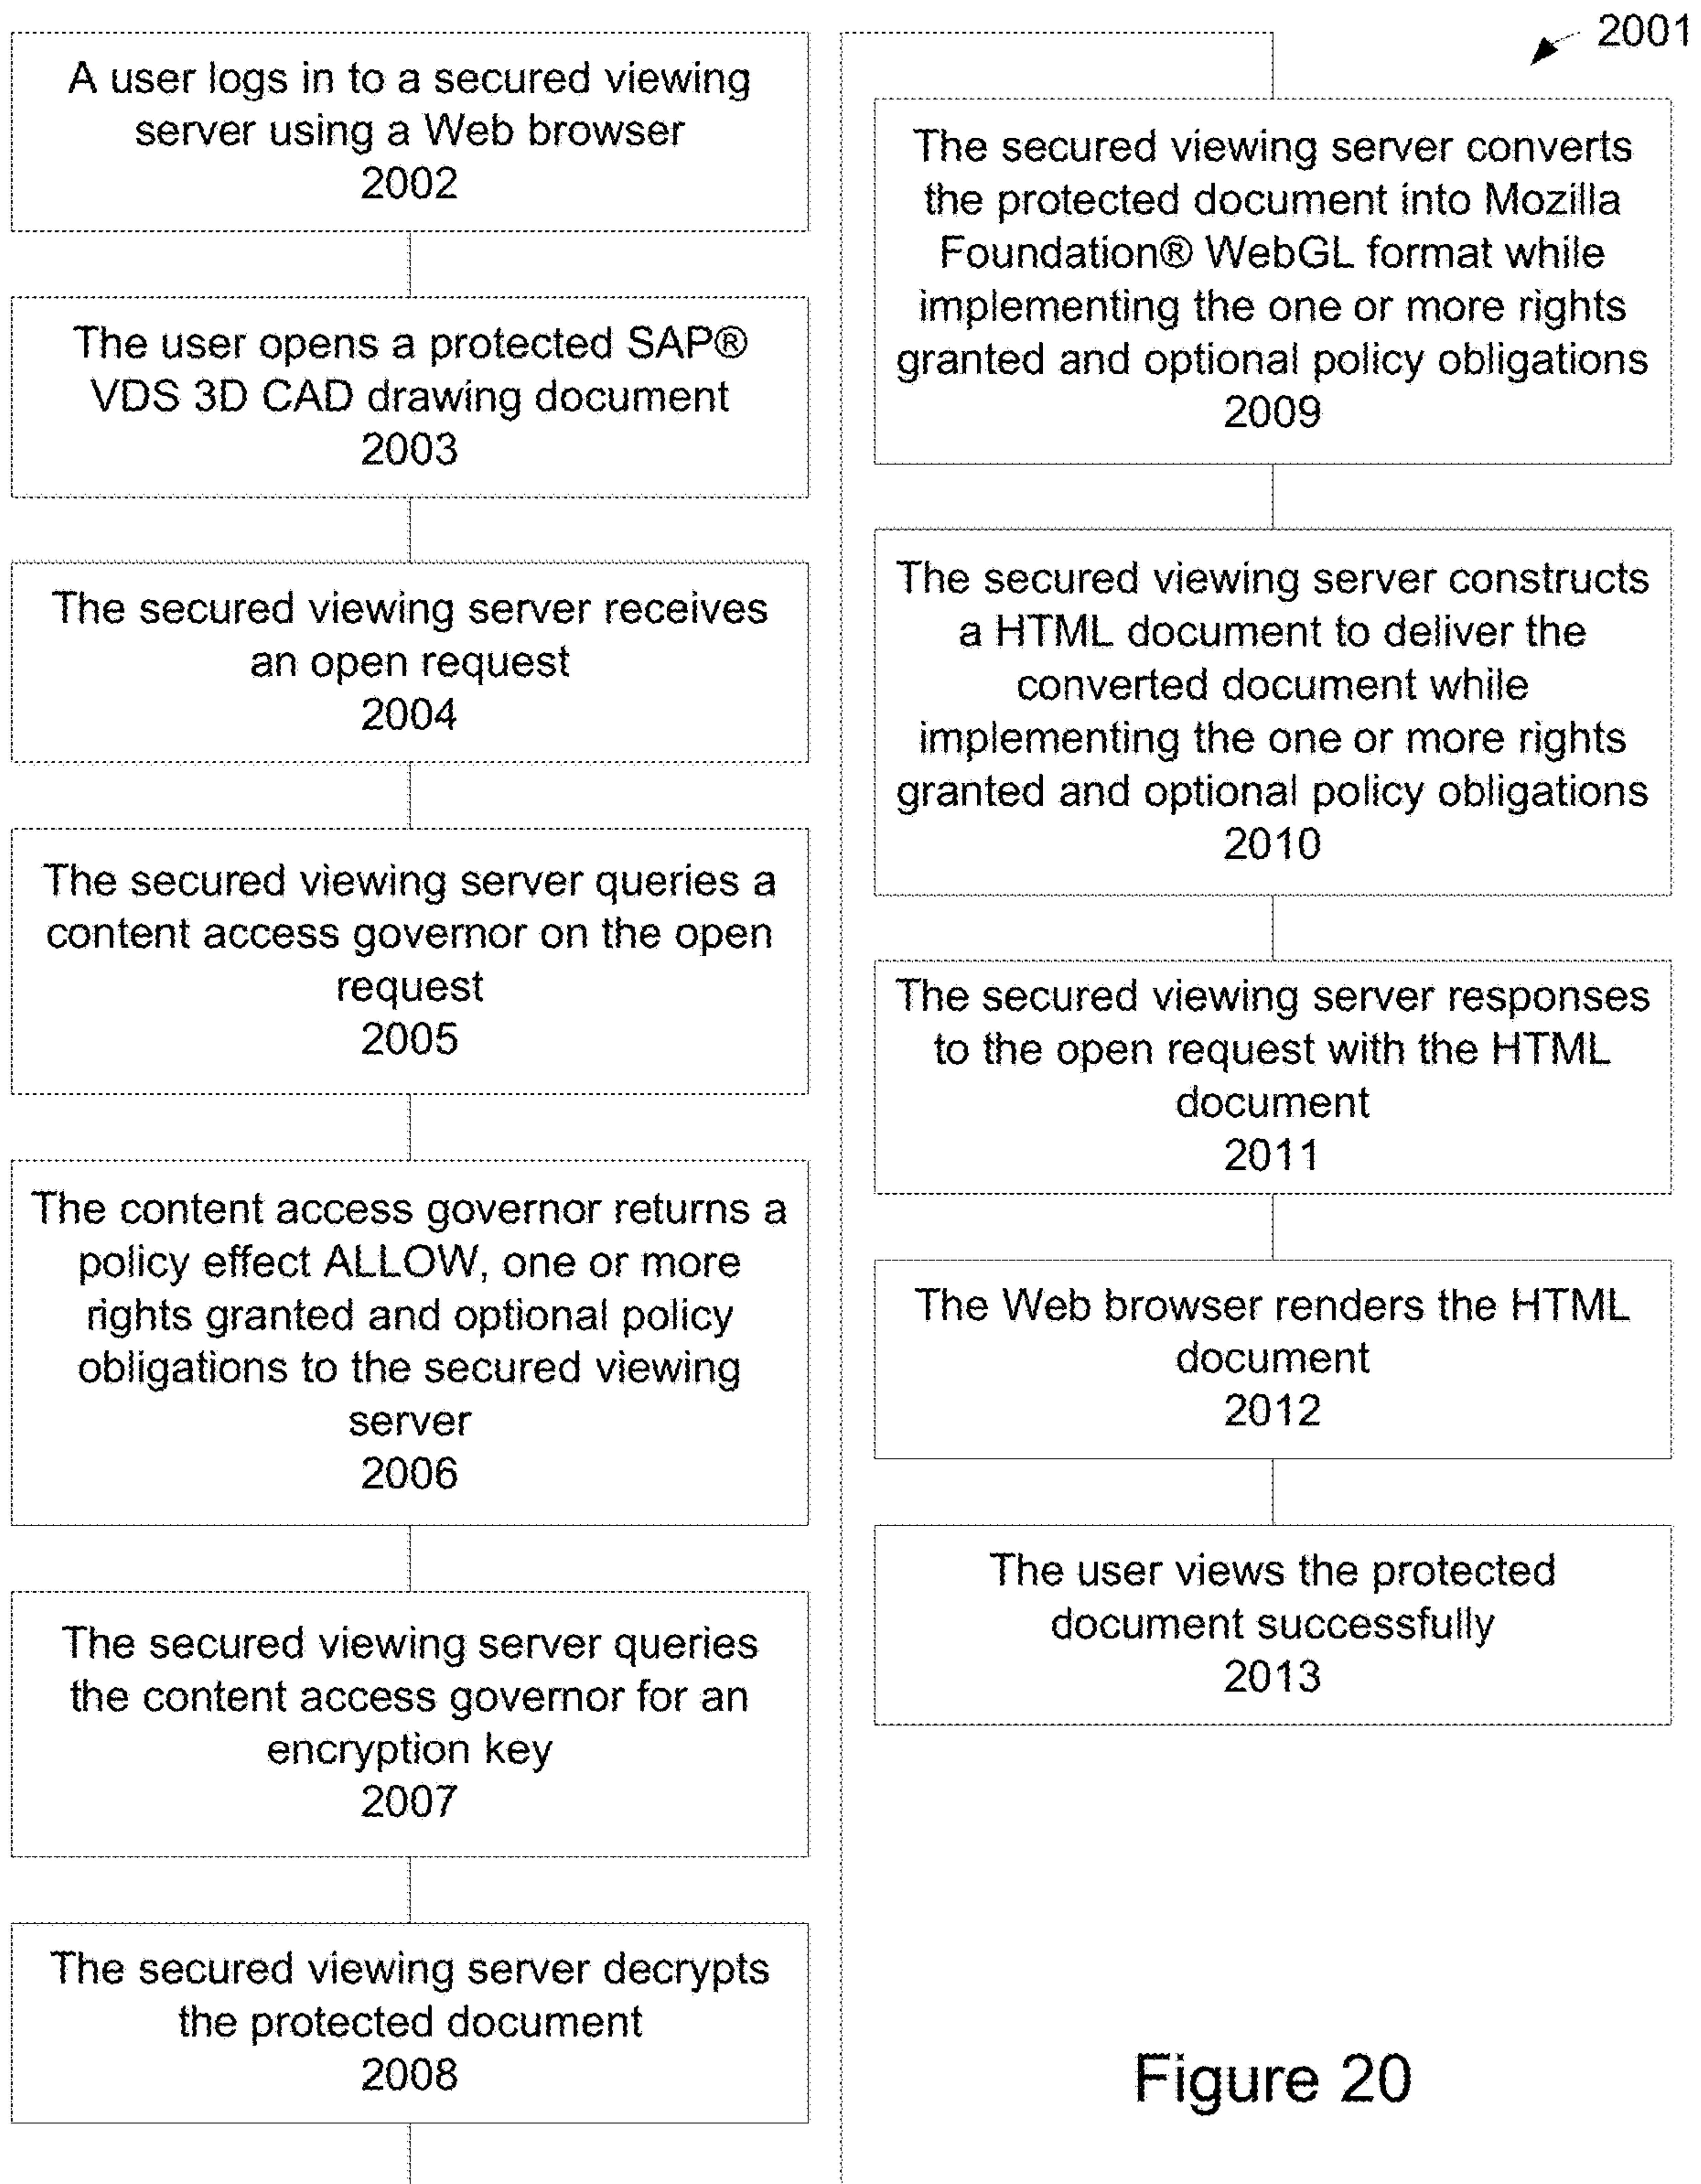 2001
A user logs in to a secured viewing
server using a Web browser
2002
The user opens a protected SAP®
VDS 3D CAD drawing document
2003
The secured viewing server receives
an open request
2004
The secured viewing server queries a
content access governor on the open
request
2005
The content access governor returns a
policy effect ALLOW, one or more
rights granted and optional policy
obligations to the secured viewing
server
2006
The secured viewing server queries
the content access governor for an
encryption key
2007
The secured viewing server decrypts
the protected document
2008
The secured viewing server converts
the protected document into Mozilla
Foundation® WebGL format while
implementing the one or more rights
granted and optional policy obligations
2009
The secured viewing server constructs
a HTML document to deliver the
converted document while
implementing the one or more rights
granted and optional policy obligations
2010
The secured viewing server responses
to the open request with the HTML
document
2011
The Web browser renders the HTML
document
2012
The user views the protected
document successfully
2013
Figure 20